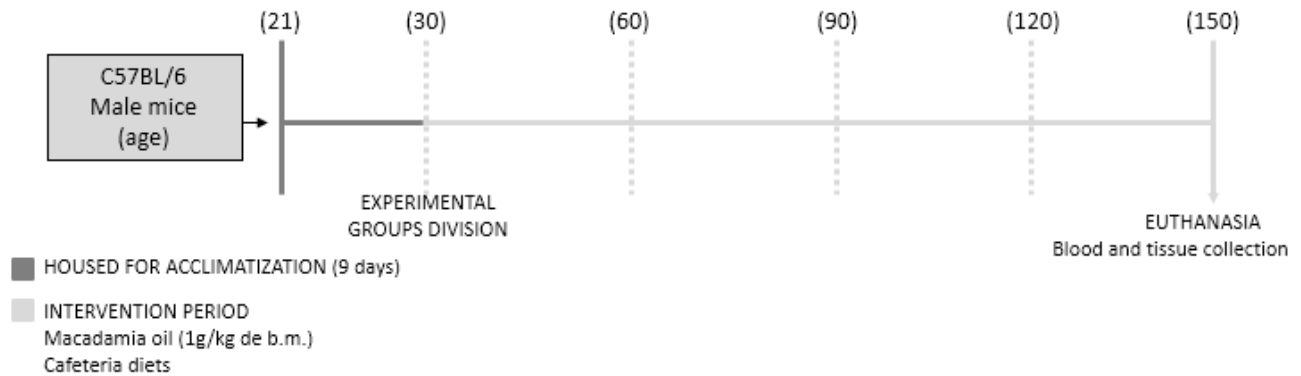 (21)
(30)
(60)
(90)
(120)
(150)
C57BL/6
Male mice
(age)
EXPERIMENTAL
GROUPS DIVISION
EUTHANASIA
Blood and tissue collection
HOUSED FOR ACCLIMATIZATION (9 days)
INTERVENTION PERIOD
Macadamia oil (1g/kg de b.m.)
Cafeteria diets